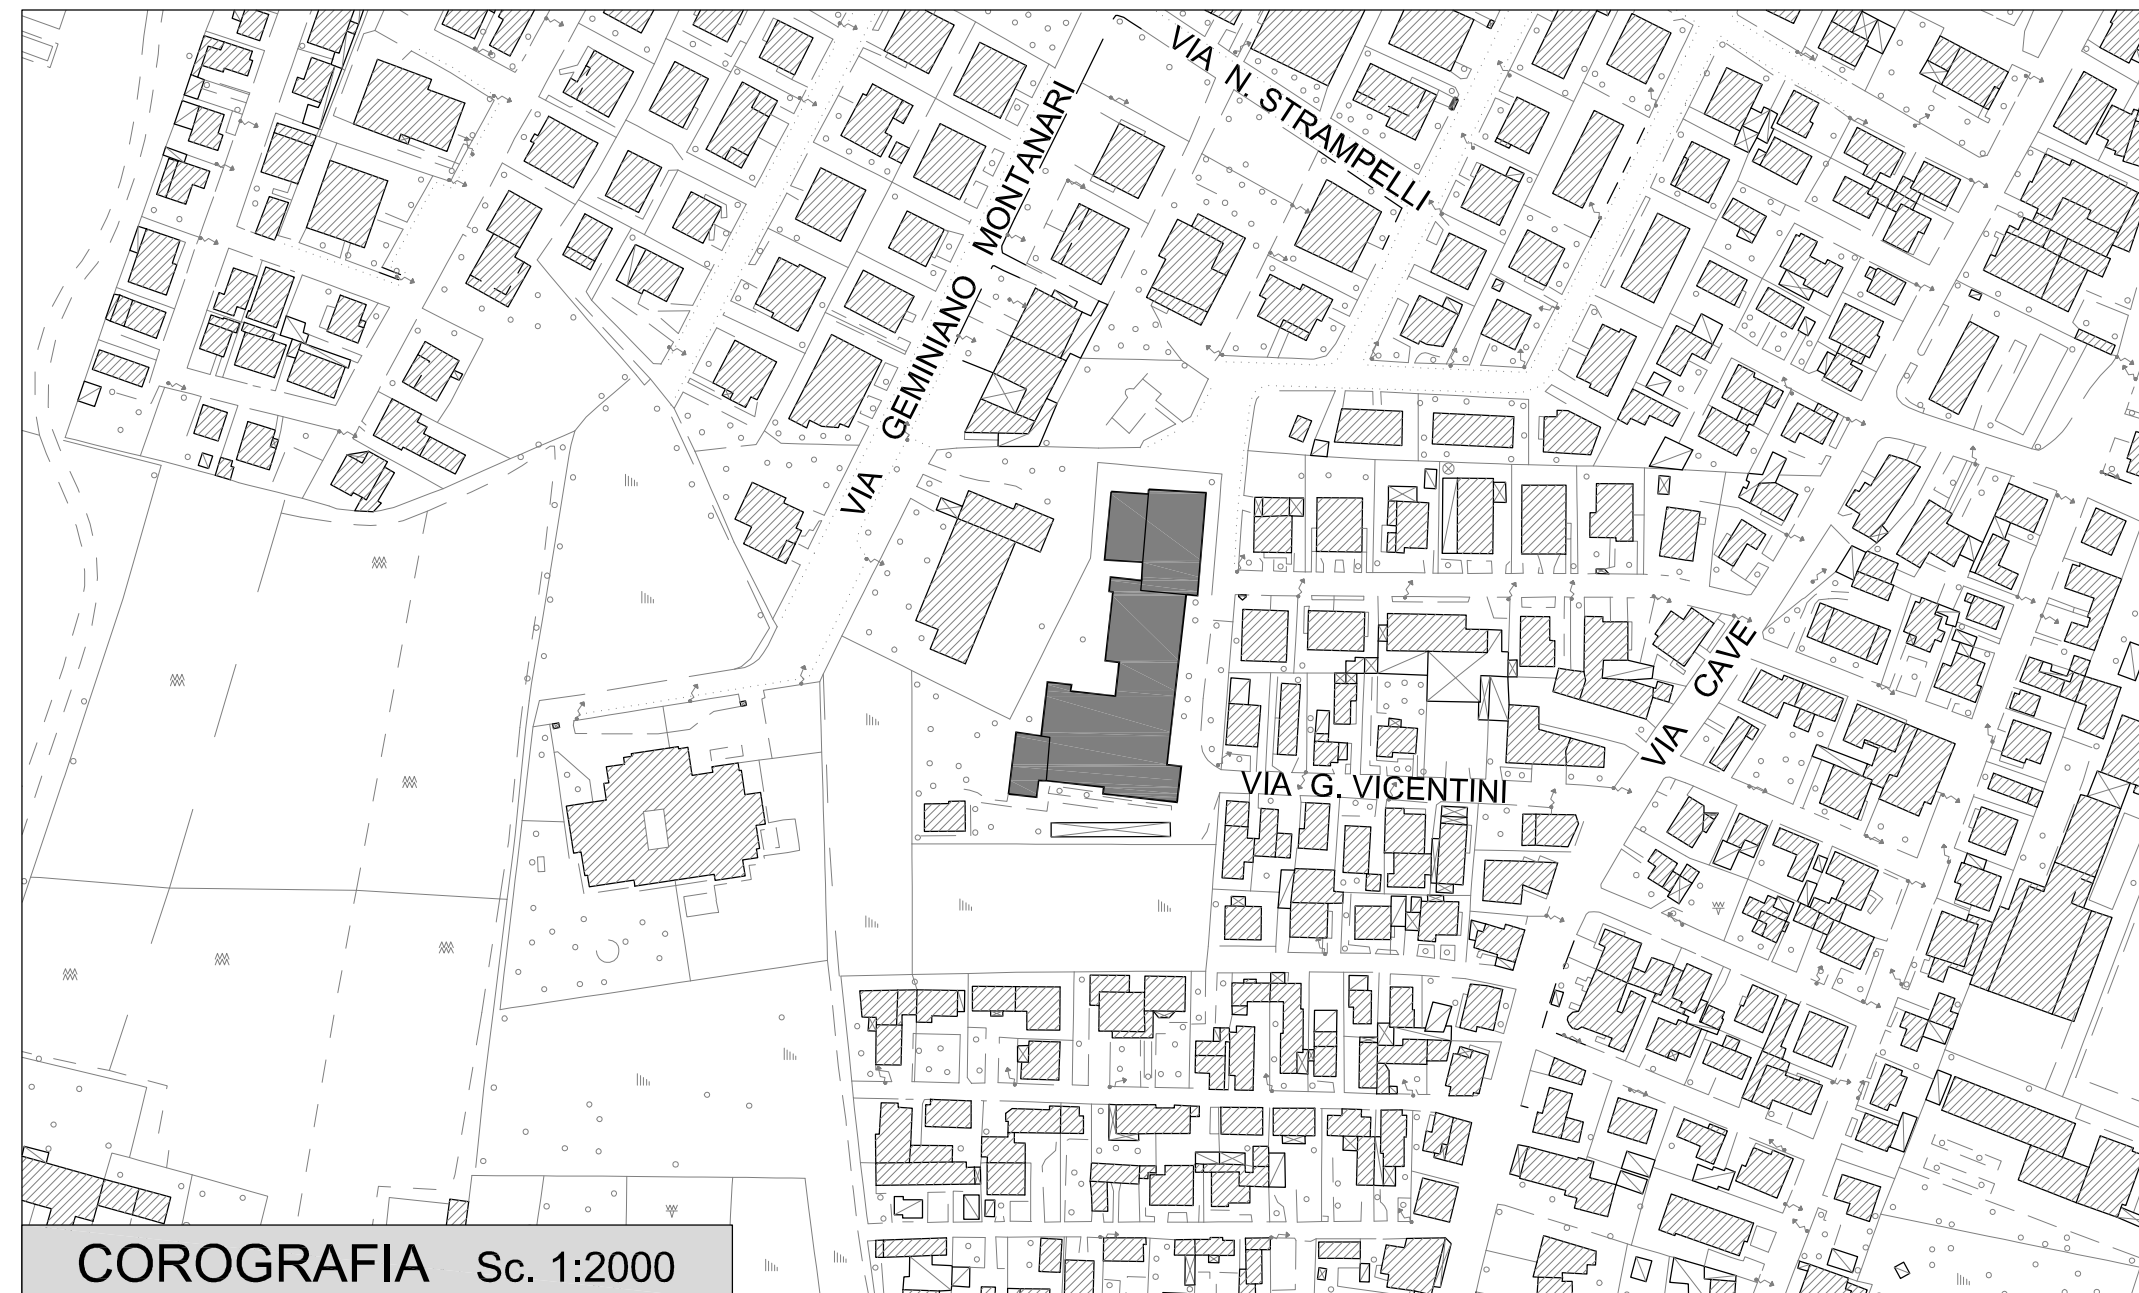 VIA N. STRAMPELLI
VIA GEMINIANO MONTANARI
VIA CAVE
VIA G. VICENTINI
COROGRAFIA Sc. 1:2000